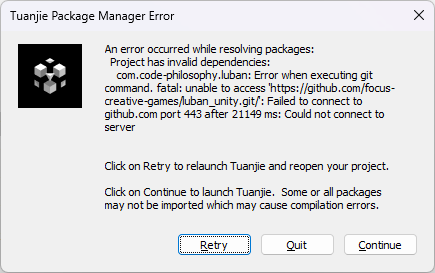 Tuanjie Package Manager Error
An error occurred while resolving packages:
Project has invalid dependencies:
com.code-philosophy.luban: Error when executing git
command. fatal: unable to access 'https://github.com/focus-
creative-games/luban_unity.git/': Failed to connect to
github.com port 443 after 21149 ms: Could not connect to
server
Click on Retry to relaunch Tuanjie and reopen your project.
Click on Continue to launch Tuanjie.  Some or all packages
may not be imported which may cause compilation errors.
Retry
Quit
Continue